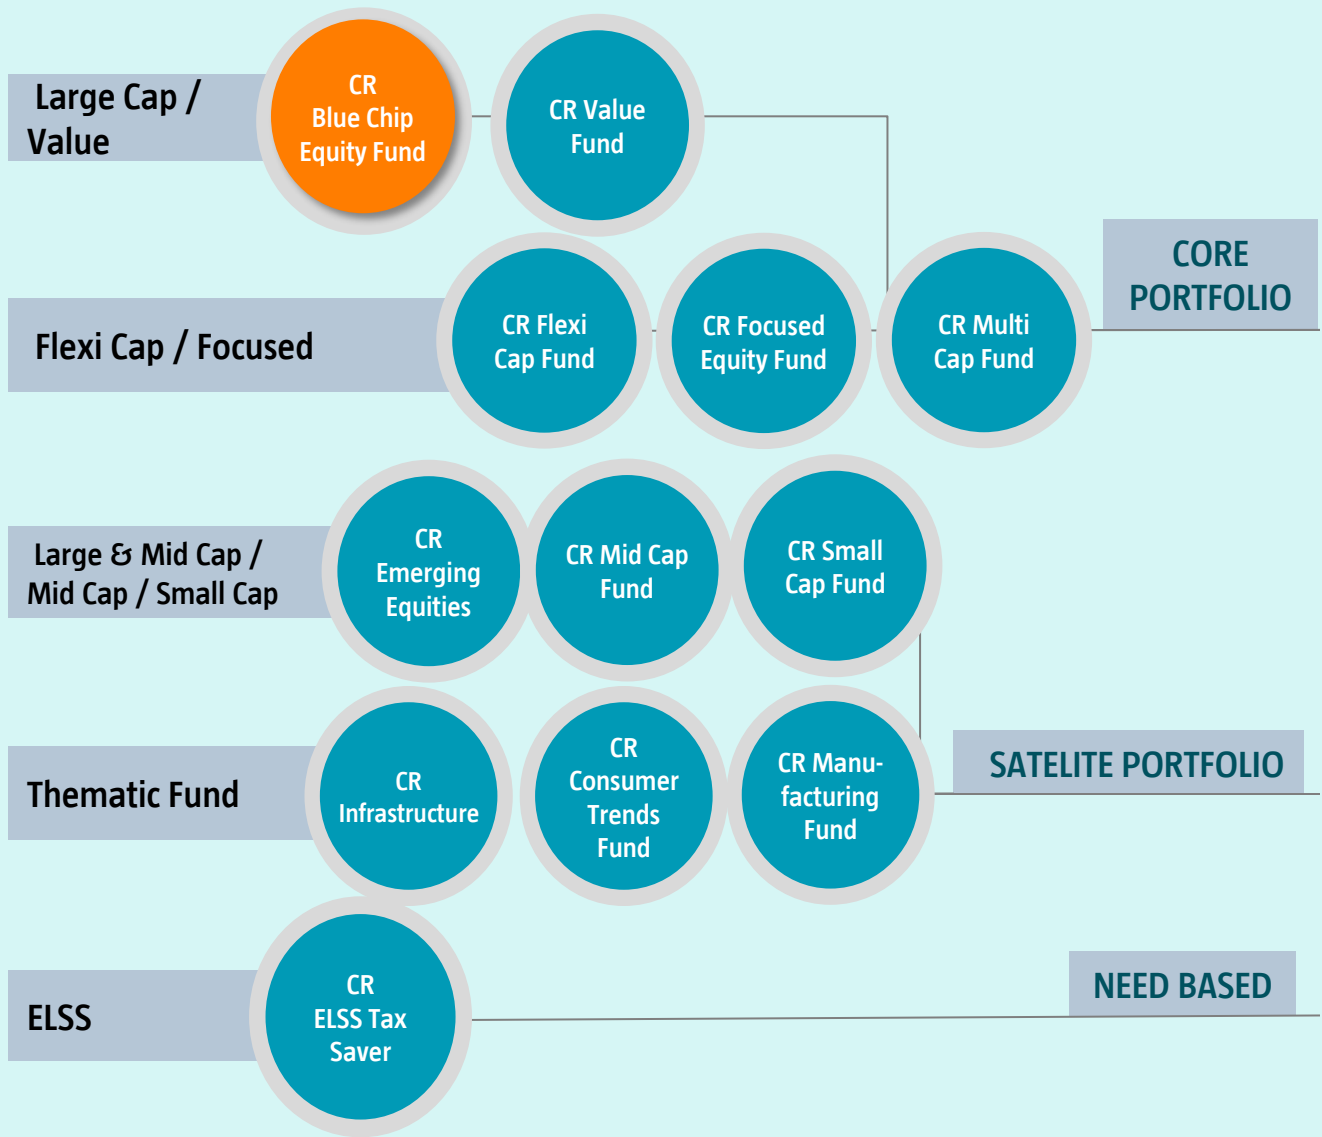 Large Cap /
Value
CR
Blue Chip
Equity Fund
CR Value
Fund
Flexi Cap / Focused
CR Flexi
Cap Fund
CR Focused
Equity Fund
CR Multi
Cap Fund
CORE
PORTFOLIO
Large & Mid Cap /
Mid Cap / Small Cap
CR
Emerging
Equities
CR Mid Cap
Fund
CR Small
Cap Fund
Thematic Fund
CR
Infrastructure
CR
Consumer
Trends
Fund
CR Manu-
facturing
Fund
SATELITE PORTFOLIO
ELSS
CR
ELSS Tax
Saver
NEED BASED